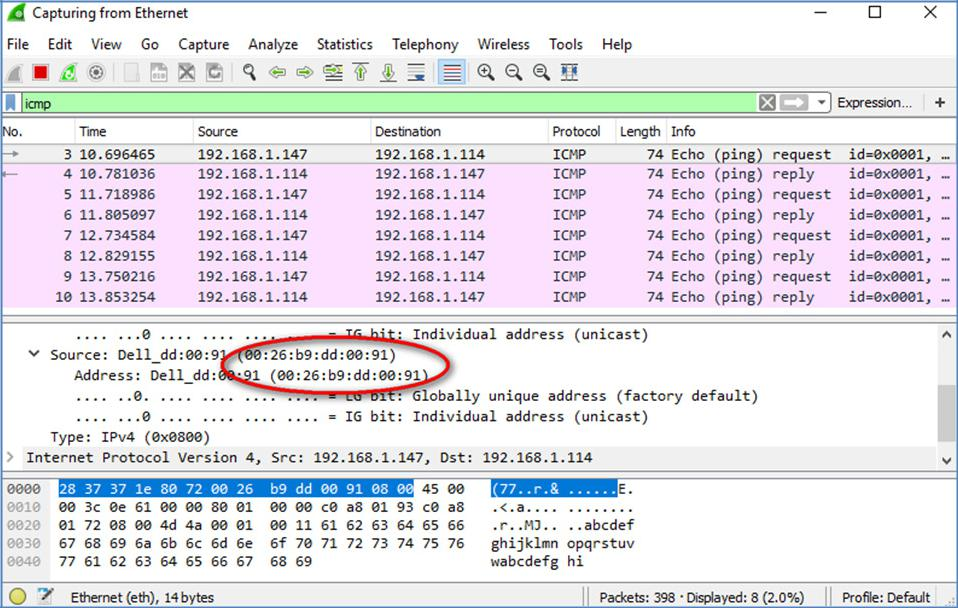 Capturing from Ethernet
File Edit View Go Capture Analyze Statistics Telephony Wireless Tools Help
icmp Expression... +
No. Time Source Destination Protocol Length Info
3 10.696465 192.168.1.147 192.168.1.114 ICMP 74 Echo (ping) request id=0x0001, …
4 10.781036 192.168.1.114 192.168.1.147 ICMP 74 Echo (ping) reply id=0x0001, …
5 11.718986 192.168.1.147 192.168.1.114 ICMP 74 Echo (ping) request id=0x0001, …
6 11.805097 192.168.1.114 192.168.1.147 ICMP 74 Echo (ping) reply id=0x0001, …
7 12.734584 192.168.1.147 192.168.1.114 ICMP 74 Echo (ping) request id=0x0001, …
8 12.829155 192.168.1.114 192.168.1.147 ICMP 74 Echo (ping) reply id=0x0001, …
9 13.750216 192.168.1.147 192.168.1.114 ICMP 74 Echo (ping) request id=0x0001, …
10 13.853254 192.168.1.114 192.168.1.147 ICMP 74 Echo (ping) reply id=0x0001, …
.... ...0 .... .... .... .... = IG bit: Individual address (unicast)
Source: Dell_dd:00:91 (00:26:b9:dd:00:91)
Address: Dell_dd:00:91 (00:26:b9:dd:00:91)
.... ..0. .... .... .... .... = LG bit: Globally unique address (factory default)
.... ...0 .... .... .... .... = IG bit: Individual address (unicast)
Type: IPv4 (0x0800)
Internet Protocol Version 4, Src: 192.168.1.147, Dst: 192.168.1.114
0000 28 37 37 1e 80 72 00 26 b9 dd 00 91 08 00 45 00 (77..r.& ......E.
0010 00 3c 0e 61 00 00 80 01 00 00 c0 a8 01 93 c0 a8 .<.a.... ........
0020 01 72 08 00 4d 4a 00 01 00 11 61 62 63 64 65 66 .r..MJ.. ..abcdef
0030 67 68 69 6a 6b 6c 6d 6e 6f 70 71 72 73 74 75 76 ghijklmn opqrstuv
0040 77 61 62 63 64 65 66 67 68 69 wabcdefg hi
Ethernet (eth), 14 bytes Packets: 398 · Displayed: 8 (2.0%) Profile: Default